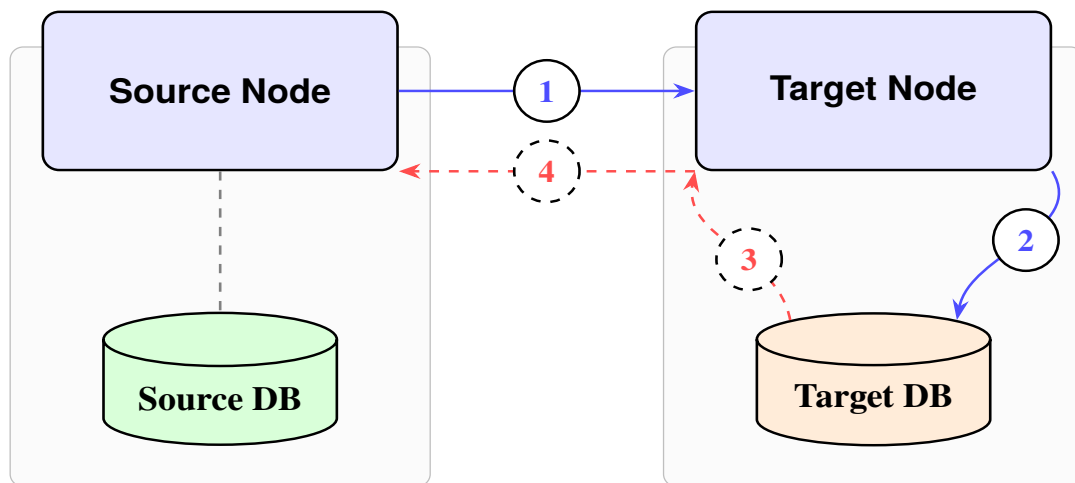 Source Node
1
Target Node
4
2
3
Source DB
Target DB